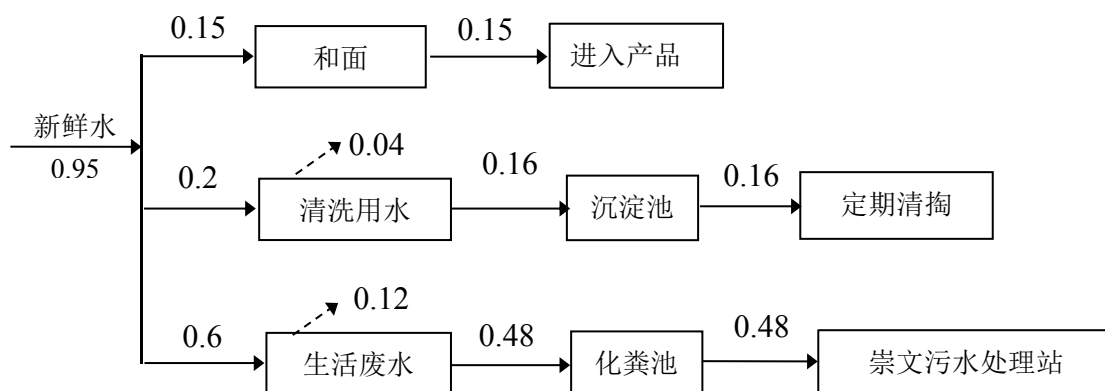 0.15
和面
0.15
进入产品
新鲜水
0.95
0.2
0.04
清洗用水
0.16
沉淀池
0.16
定期清掏
0.6
0.12
生活废水
0.48
化粪池
0.48
崇文污水处理站